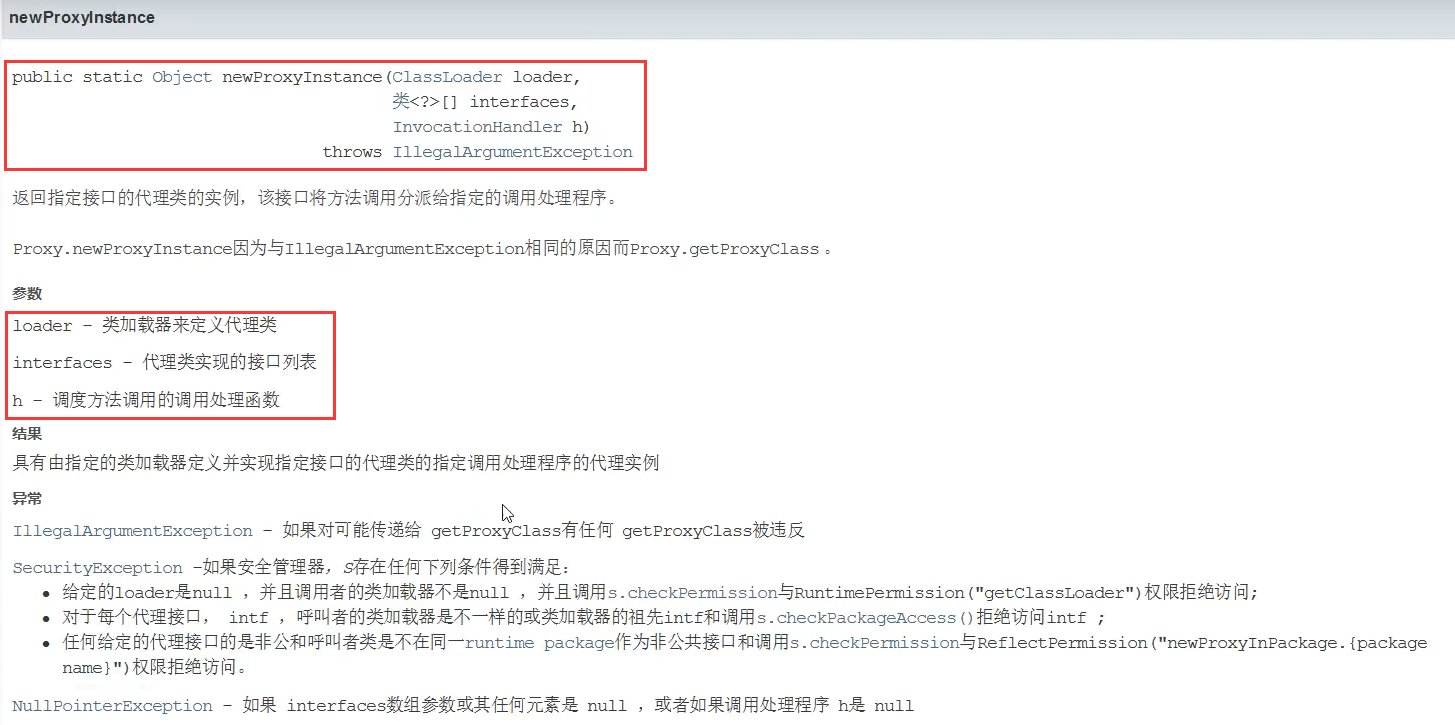 newProxyInstance
public static Object newProxyInstance(ClassLoader loader,
类<?>[] interfaces,
InvocationHandler h)
throws IllegalArgumentException
返回指定接口的代理类的实例，该接口将方法调用分派给指定的调用处理程序。
Proxy.newProxyInstance因为与IllegalArgumentException相同的原因而Proxy.getProxyClass 。
参数
loader - 类加载器来定义代理类
interfaces - 代理类实现的接口列表
h - 调度方法调用的调用处理函数
结果
具有由指定的类加载器定义并实现指定接口的代理类的指定调用处理程序的代理实例
异常
IllegalArgumentException - 如果对可能传递给 getProxyClass有任何 getProxyClass被违反
SecurityException -如果安全管理器，S存在任何下列条件得到满足：
• 给定的loader是null ，并且调用者的类加载器不是null ，并且调用s.checkPermission与RuntimePermission("getClassLoader")权限拒绝访问;
• 对于每个代理接口， intf ，呼叫者的类加载器是不一样的或类加载器的祖先intf和调用s.checkPackageAccess()拒绝访问intf ;
• 任何给定的代理接口的是非公和呼叫者类是不在同一runtime package作为非公共接口和调用s.checkPermission与ReflectPermission("newProxyInPackage.{package
name}")权限拒绝访问。
NullPointerException - 如果 interfaces数组参数或其任何元素是 null ，或者如果调用处理程序 h是 null